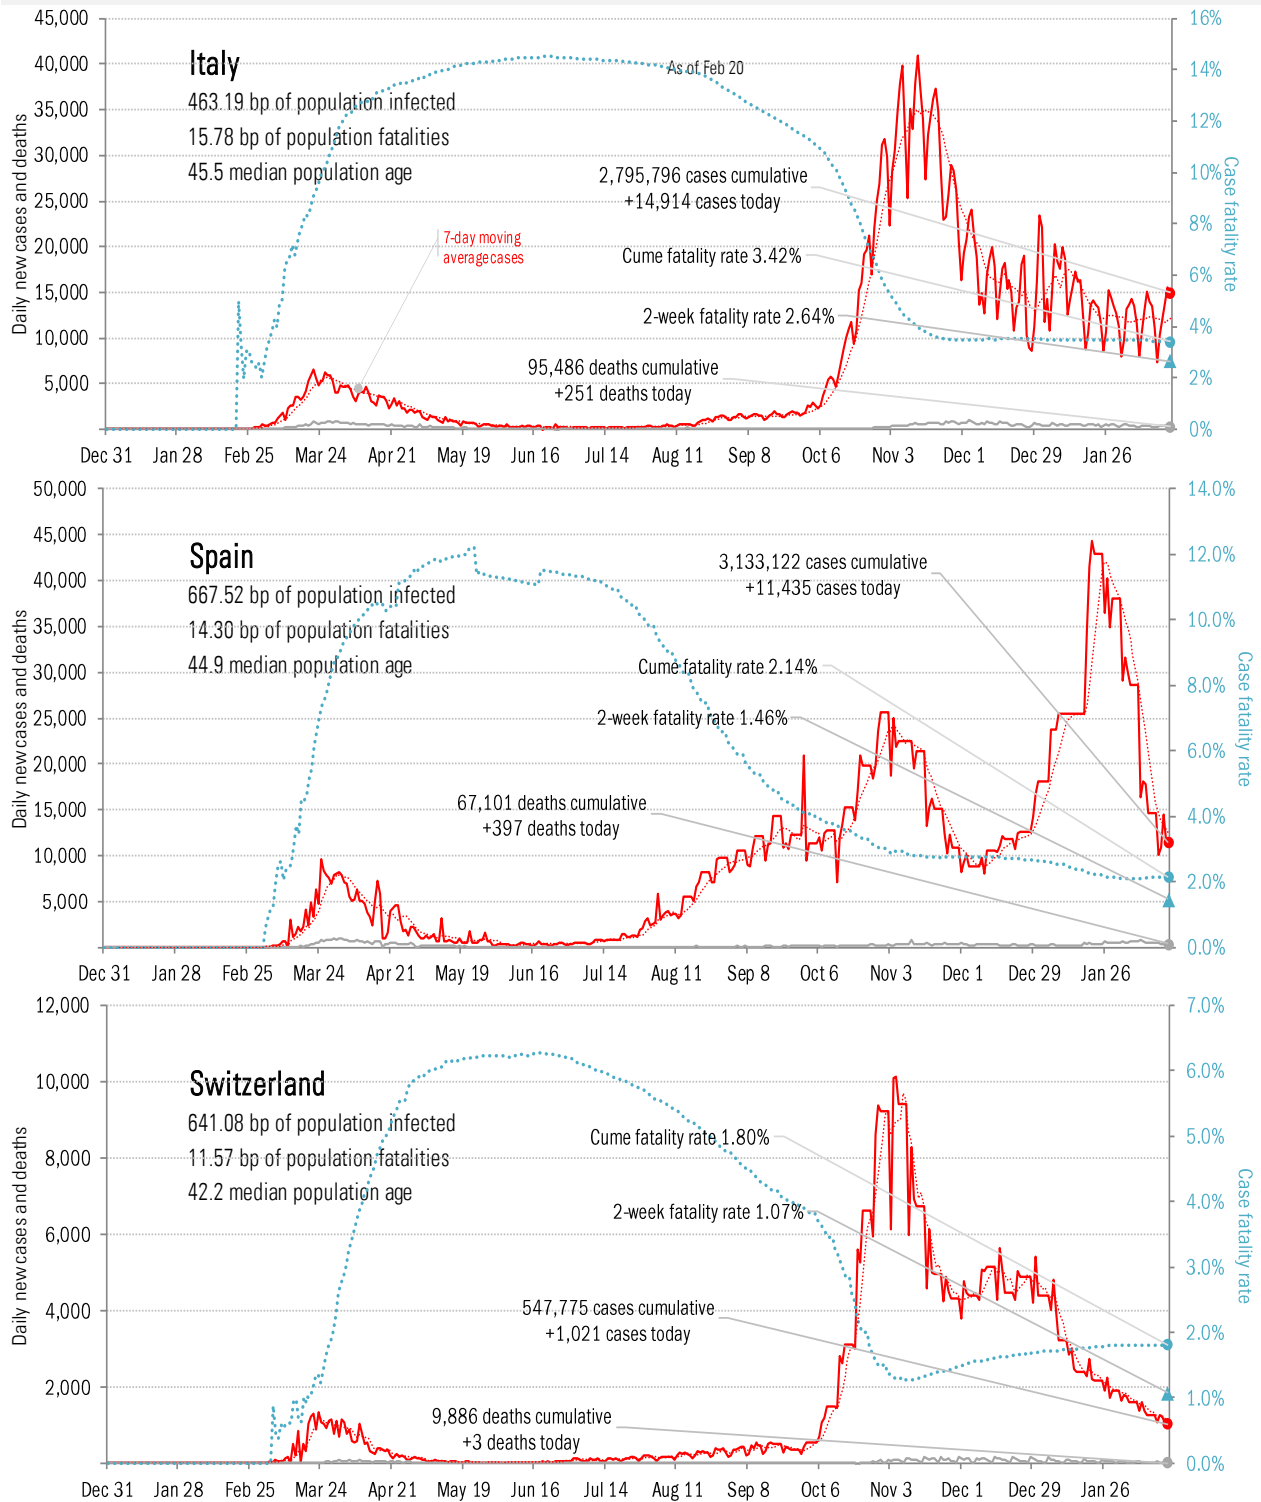 45,000
40,000
35,000
30,000
25,000
20,000
15,000
10,000
5,000
Daily new cases and deaths
16%
14%
12%
10%
8%
6%
4%
2%
0%
Case fatality rate
Italy
463.19 bp of population infected
15.78 bp of population fatalities
45.5 median population age
As of Feb 20
7-day moving
average cases
2,795,796 cases cumulative
+14,914 cases today
Cume fatality rate 3.42%
2-week fatality rate 2.64%
95,486 deaths cumulative
+251 deaths today
Dec 31 Jan 28 Feb 25 Mar 24 Apr 21 May 19 Jun 16 Jul 14 Aug 11 Sep 8 Oct 6 Nov 3 Dec 1 Dec 29 Jan 26
50,000
45,000
40,000
35,000
30,000
25,000
20,000
15,000
10,000
5,000
Daily new cases and deaths
14.0%
12.0%
10.0%
8.0%
6.0%
4.0%
2.0%
0.0%
Case fatality rate
Spain
667.52 bp of population infected
14.30 bp of population fatalities
44.9 median population age
3,133,122 cases cumulative
+11,435 cases today
Cume fatality rate 2.14%
2-week fatality rate 1.46%
67,101 deaths cumulative
+397 deaths today
Dec 31 Jan 28 Feb 25 Mar 24 Apr 21 May 19 Jun 16 Jul 14 Aug 11 Sep 8 Oct 6 Nov 3 Dec 1 Dec 29 Jan 26
12,000
10,000
8,000
6,000
4,000
2,000
Daily new cases and deaths
7.0%
6.0%
5.0%
4.0%
3.0%
2.0%
1.0%
0.0%
Case fatality rate
Switzerland
641.08 bp of population infected
11.57 bp of population fatalities
42.2 median population age
Cume fatality rate 1.80%
2-week fatality rate 1.07%
547,775 cases cumulative
+1,021 cases today
9,886 deaths cumulative
+3 deaths today
Dec 31 Jan 28 Feb 25 Mar 24 Apr 21 May 19 Jun 16 Jul 14 Aug 11 Sep 8 Oct 6 Nov 3 Dec 1 Dec 29 Jan 26